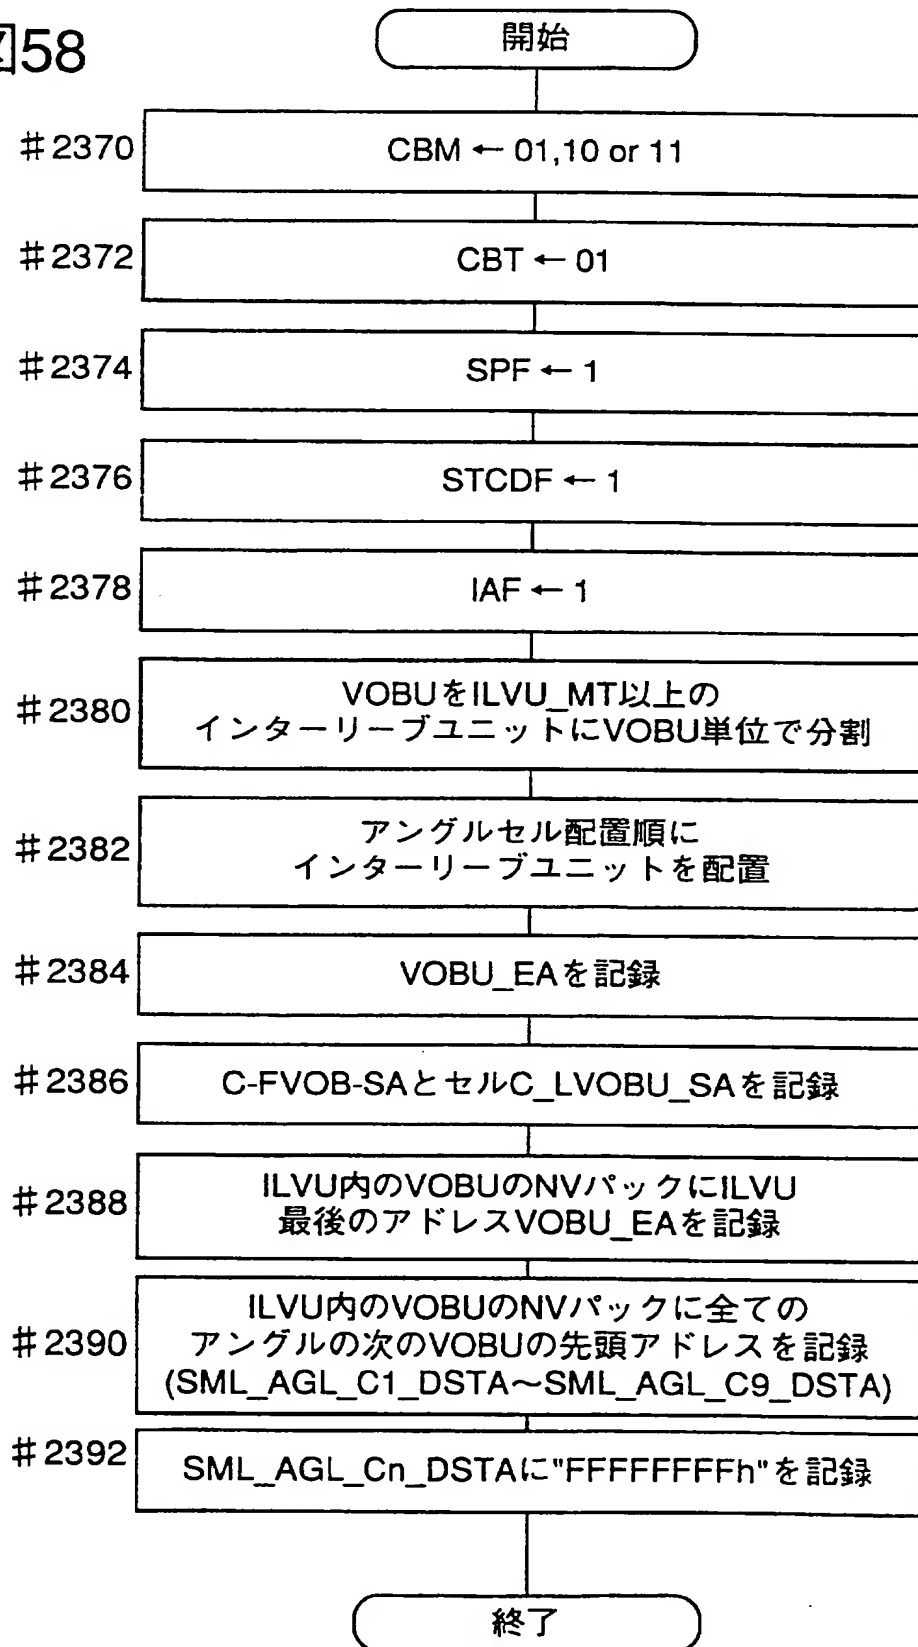 図58
開始
#2370
CBM ← 01,10 or 11
#2372
CBT ← 01
#2374
SPF ← 1
#2376
STCDF ← 1
#2378
IAF ← 1
#2380
VOBUをILVU_MT以上の
インターリーブユニットにVOBU単位で分割
#2382
アングルセル配置順に
インターリーブユニットを配置
#2384
VOBU_EAを記録
#2386
C-FVOB-SAとセルC_LVOBU_SAを記録
#2388
ILVU内のVOBUのNVパックにILVU
最後のアドレスVOBU_EAを記録
#2390
ILVU内のVOBUのNVパックに全ての
アングルの次のVOBUの先頭アドレスを記録
(SML_AGL_C1_DSTA～SML_AGL_C9_DSTA)
#2392
SML_AGL_Cn_DSTAに"FFFFFFFFh"を記録
終了